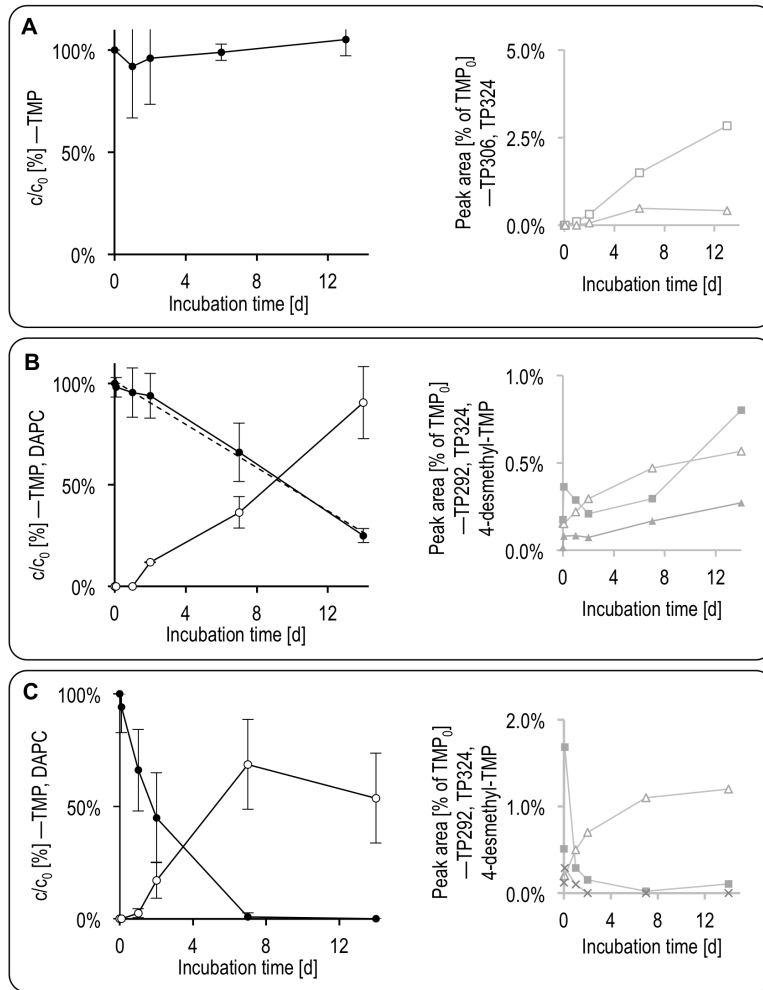 A
c/c0 [%] —TMP
100%
50%
0%
0 4 8 12
Incubation time [d]
Peak area [% of TMP0]
—TP306, TP324
5.0%
2.5%
0.0%
0 4 8 12
Incubation time [d]
B
c/c0 [%] —TMP, DAPC
100%
50%
0%
0 4 8 12
Incubation time [d]
Peak area [% of TMP0]
—TP292, TP324,
4-desmethyl-TMP
1.0%
0.5%
0.0%
0 4 8 12
Incubation time [d]
C
c/c0 [%] —TMP, DAPC
100%
50%
0%
0 4 8 12
Incubation time [d]
Peak area [% of TMP0]
—TP292, TP324,
4-desmethyl-TMP
2.0%
1.0%
0.0%
0 4 8 12
Incubation time [d]